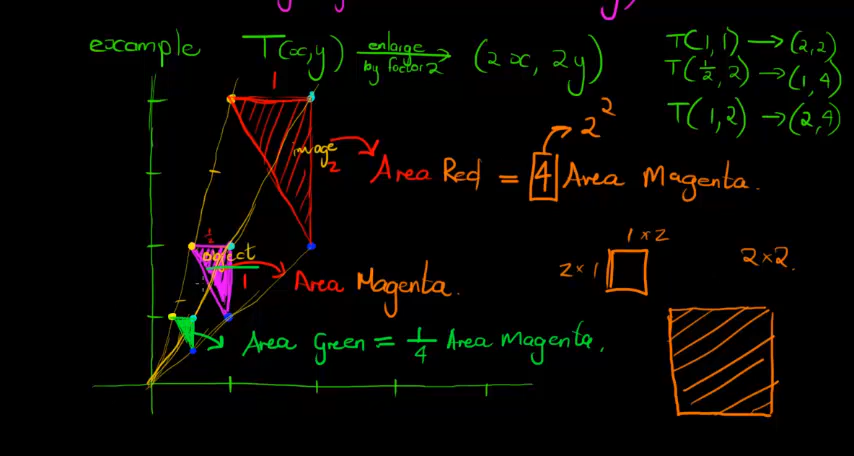 example T(x,y) enlarge by factor 2 (2x, 2y)
T(1,1) → (2,2)
T(1/2, 2) → (1,4)
T(1,2) → (2,4)
1
2²
image
2
Area Red = 4 Area Magenta.
1 x 2
2 x 1
2 x 2.
1/2
object
1
Area Magenta.
Area Green = 1/4 Area Magenta.